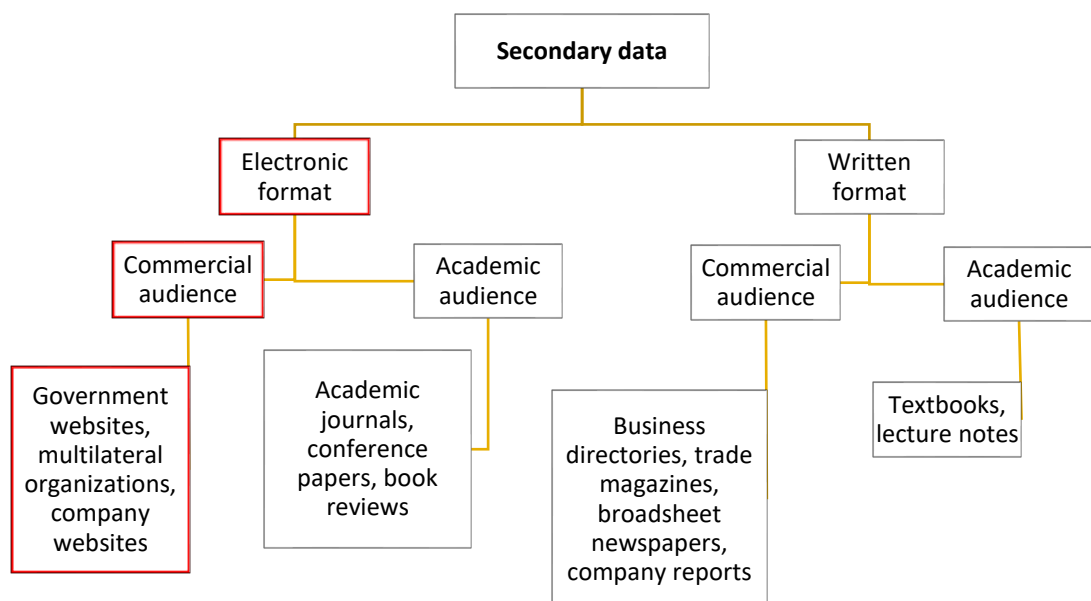 Secondary data
Electronic
format
Written
format
Commercial
audience
Academic
audience
Commercial
audience
Academic
audience
Government
websites,
multilateral
organizations,
company
websites
Academic
journals,
conference
papers, book
reviews
Business
directories, trade
magazines,
broadsheet
newspapers,
company reports
Textbooks,
lecture notes